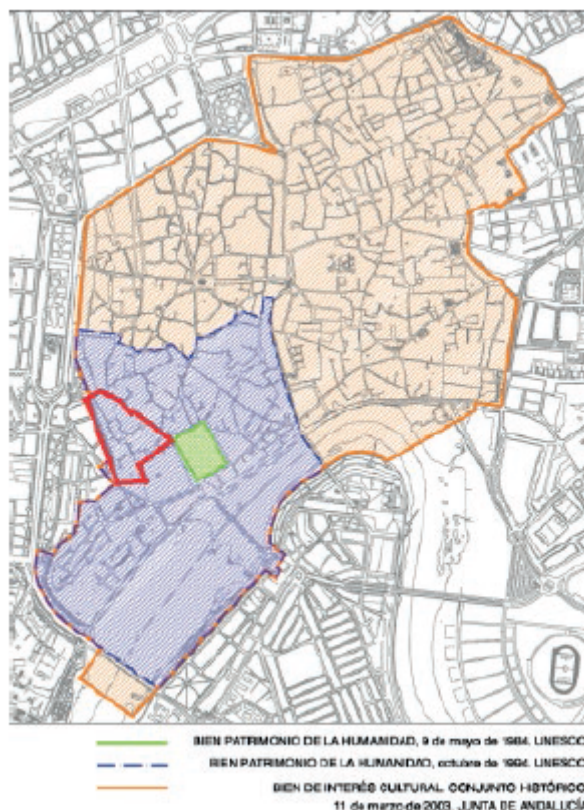 BIEN PATRIMONIO DE LA HUMANIDAD, 9 de mayo de 1984. UNESCO
BIEN PATRIMONIO DE LA HUMANIDAD, octubre de 1994. UNESCO
BIEN DE INTERÉS CULTURAL. CONJUNTO HISTÓRICO
11 de marzo de 2003. JUNTA DE ANDALUCÍA